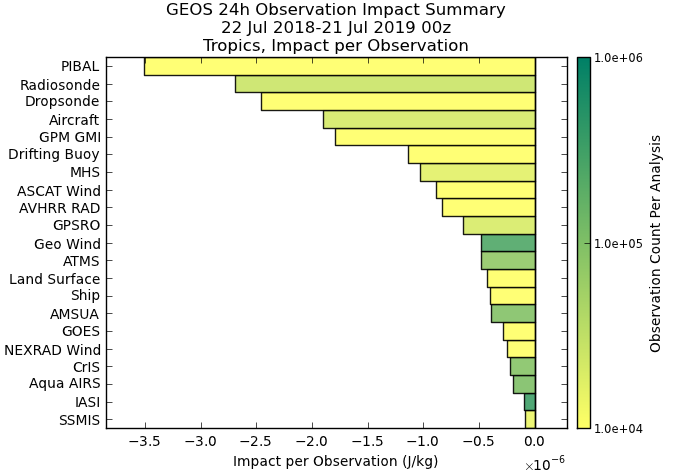 GEOS 24h Observation Impact Summary
22 Jul 2018-21 Jul 2019 00z
Tropics, Impact per Observation
PIBAL
Radiosonde
Dropsonde
Aircraft
GPM GMI
Drifting Buoy
MHS
ASCAT Wind
AVHRR RAD
GPSRO
Geo Wind
ATMS
Land Surface
Ship
AMSUA
GOES
NEXRAD Wind
CrIS
Aqua AIRS
IASI
SSMIS
−3.5 −3.0 −2.5 −2.0 −1.5 −1.0 −0.5 0.0
×10⁻⁶
Impact per Observation (J/kg)
1.0e+06
1.0e+05
1.0e+04
Observation Count Per Analysis